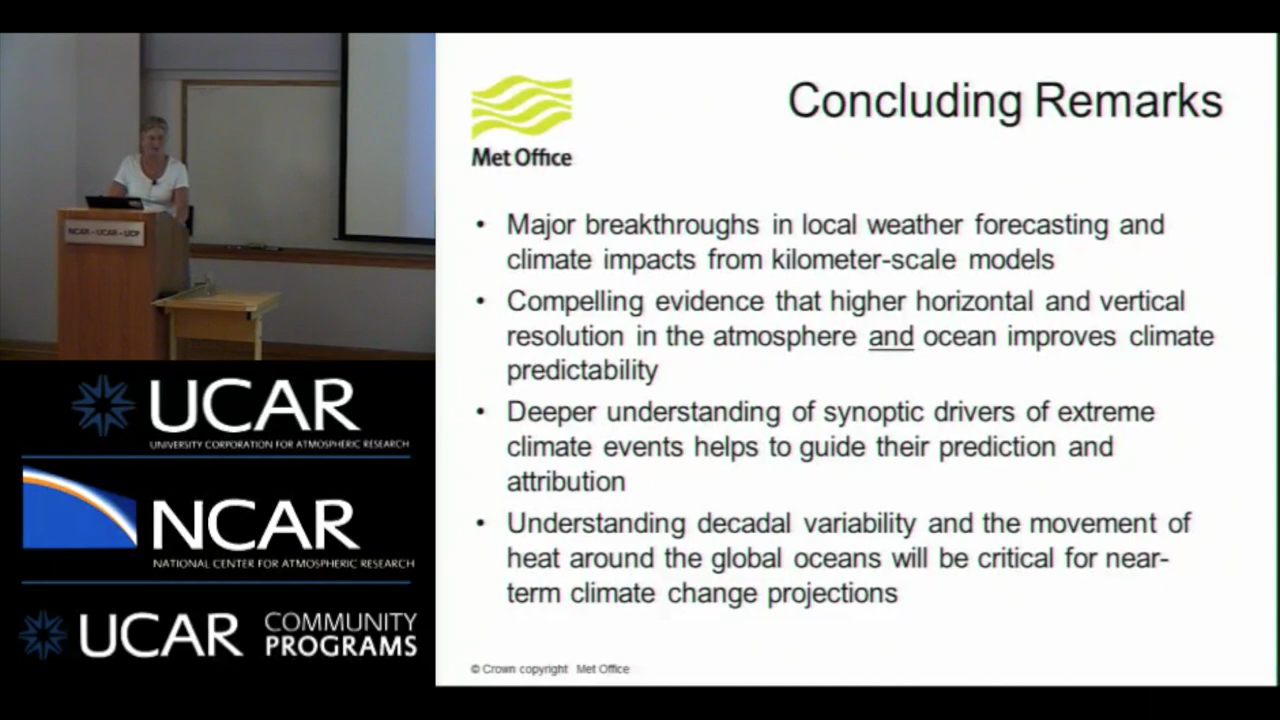 NCAR • UCAR • UCP
UCAR
UNIVERSITY CORPORATION FOR ATMOSPHERIC RESEARCH
NCAR
NATIONAL CENTER FOR ATMOSPHERIC RESEARCH
UCAR COMMUNITY PROGRAMS
Met Office
Concluding Remarks
• Major breakthroughs in local weather forecasting and
climate impacts from kilometer-scale models
• Compelling evidence that higher horizontal and vertical
resolution in the atmosphere and ocean improves climate
predictability
• Deeper understanding of synoptic drivers of extreme
climate events helps to guide their prediction and
attribution
• Understanding decadal variability and the movement of
heat around the global oceans will be critical for near-
term climate change projections
© Crown copyright Met Office